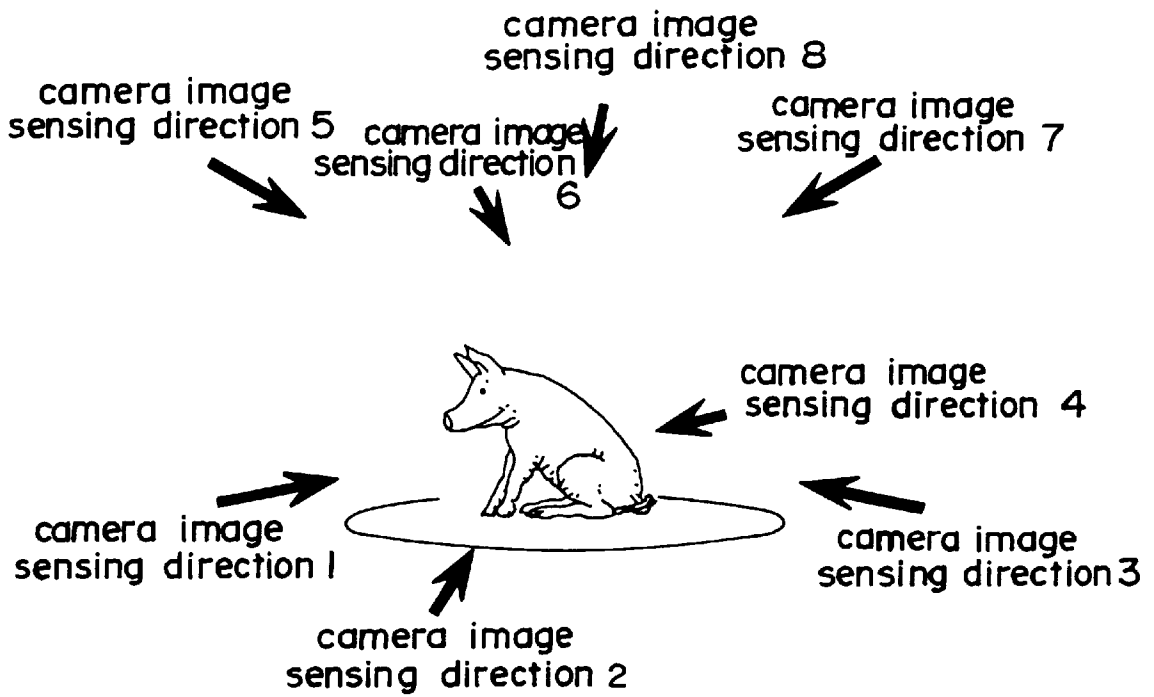 camera image
sensing direction 8
camera image
sensing direction 5
camera image
sensing direction
6
camera image
sensing direction 7
camera image
sensing direction 4
camera image
sensing direction 1
camera image
sensing direction 3
camera image
sensing direction 2